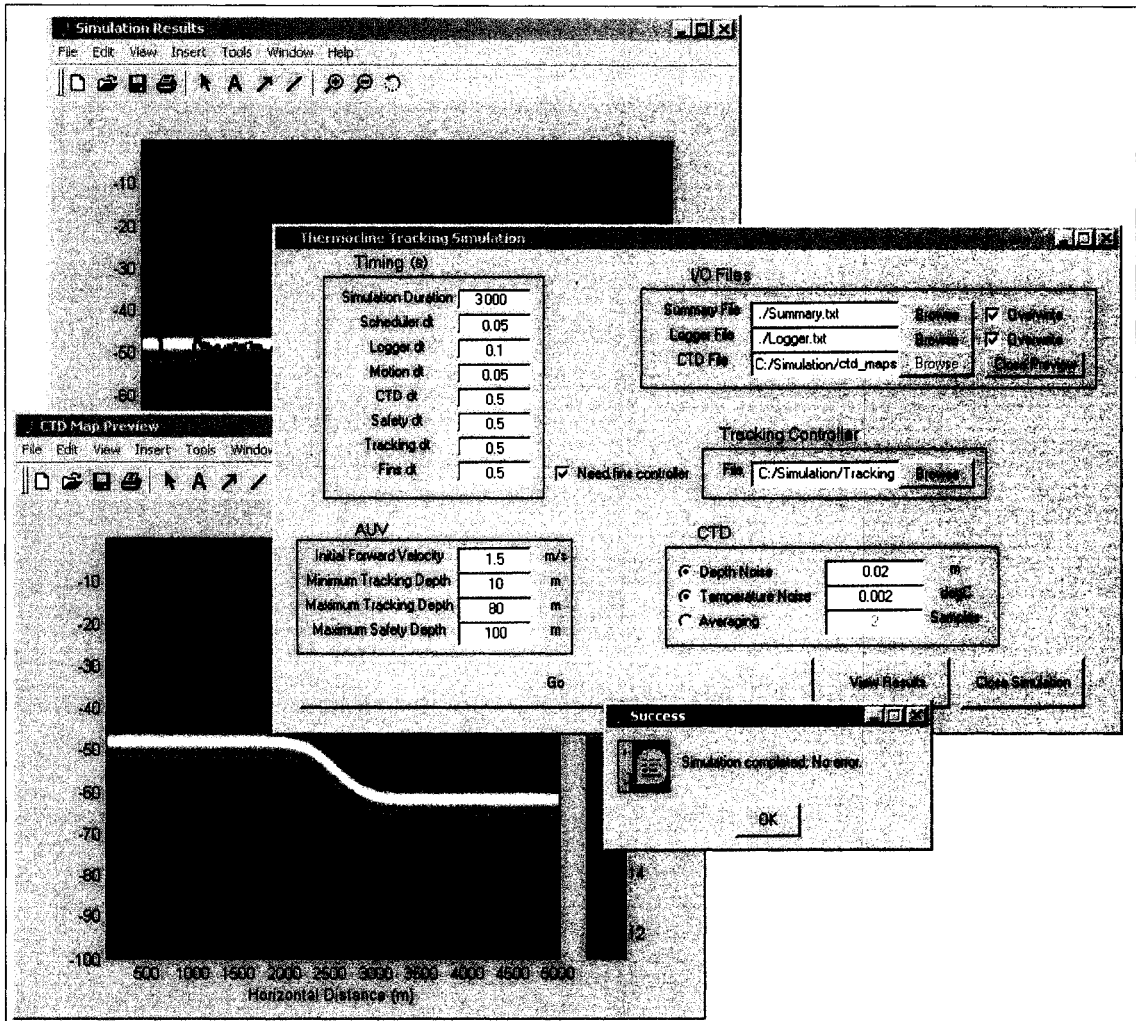 Simulation Results
File Edit View Insert Tools Window Help
-10
-20
-30
-40
-50
-60
Thermocline Tracking Simulation
Timing (s)
Simulation Duration 3000
Scheduler dt 0.05
Logger dt 0.1
Motion dt 0.05
CTD dt 0.5
Safety dt 0.5
Tracking dt 0.5
Fins dt 0.5
Need fins controller
I/O Files
Summary File ./Summary.txt Browse Overwrite
Logger File ./Logger.txt Browse Overwrite
CTD File C:/Simulation/ctd_maps Browse Close Preview
Tracking Controller
File C:/Simulation/Tracking Browse
AUV
Initial Forward Velocity 1.5 m/s
Minimum Tracking Depth 10 m
Maximum Tracking Depth 80 m
Maximum Safety Depth 100 m
CTD
Depth Noise 0.02 m
Temperature Noise 0.002 degC
Averaging 2 Samples
Go
View Results
Close Simulation
Success
Simulation completed. No error.
OK
CTD Map Preview
File Edit View Insert Tools Window
-10
-20
-30
-40
-50
-60
-70
-80
-90
-100
500 1000 1500 2000 2500 3000 3500 4000 4500 5000
Horizontal Distance (m)
14
12